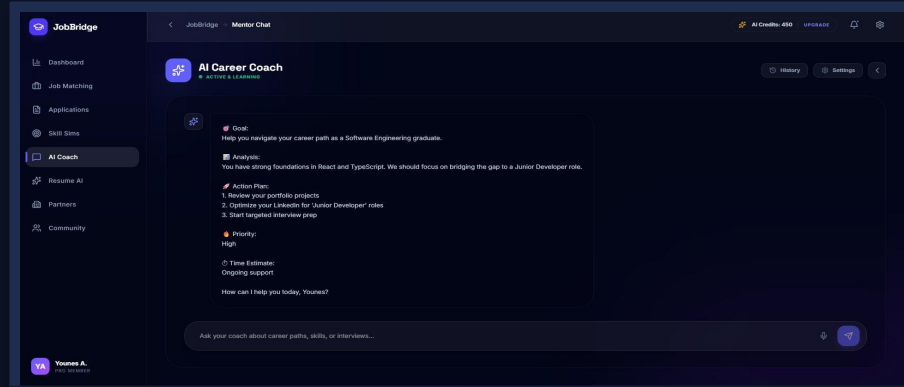 JobBridge
JobBridge
Mentor Chat
AI Credits: 450
UPGRADE
Dashboard
Job Matching
Applications
Skill Sims
AI Coach
Resume AI
Partners
Community
AI Career Coach
ACTIVE & LEARNING
History
Settings
🎯 Goal:
Help you navigate your career path as a Software Engineering graduate.
📊 Analysis:
You have strong foundations in React and TypeScript. We should focus on bridging the gap to a Junior Developer role.
🚀 Action Plan:
1. Review your portfolio projects
2. Optimize your LinkedIn for 'Junior Developer' roles
3. Start targeted interview prep
🔥 Priority:
High
⏱ Time Estimate:
Ongoing support
How can I help you today, Younes?
Ask your coach about career paths, skills, or interviews...
YA
Younes A.
PRO MEMBER